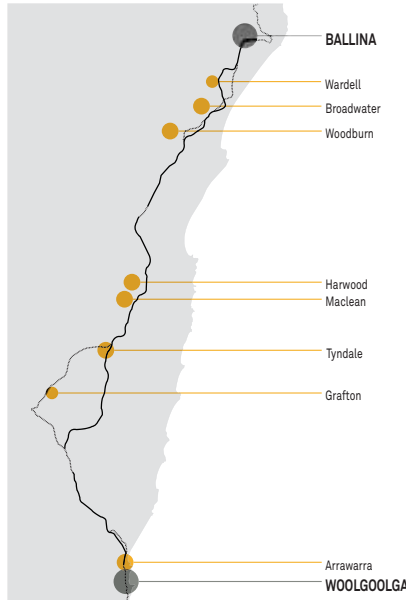 BALLINA
Wardell
Broadwater
Woodburn
Harwood
Maclean
Tyndale
Grafton
Arrawarra
WOOLGOOLGA